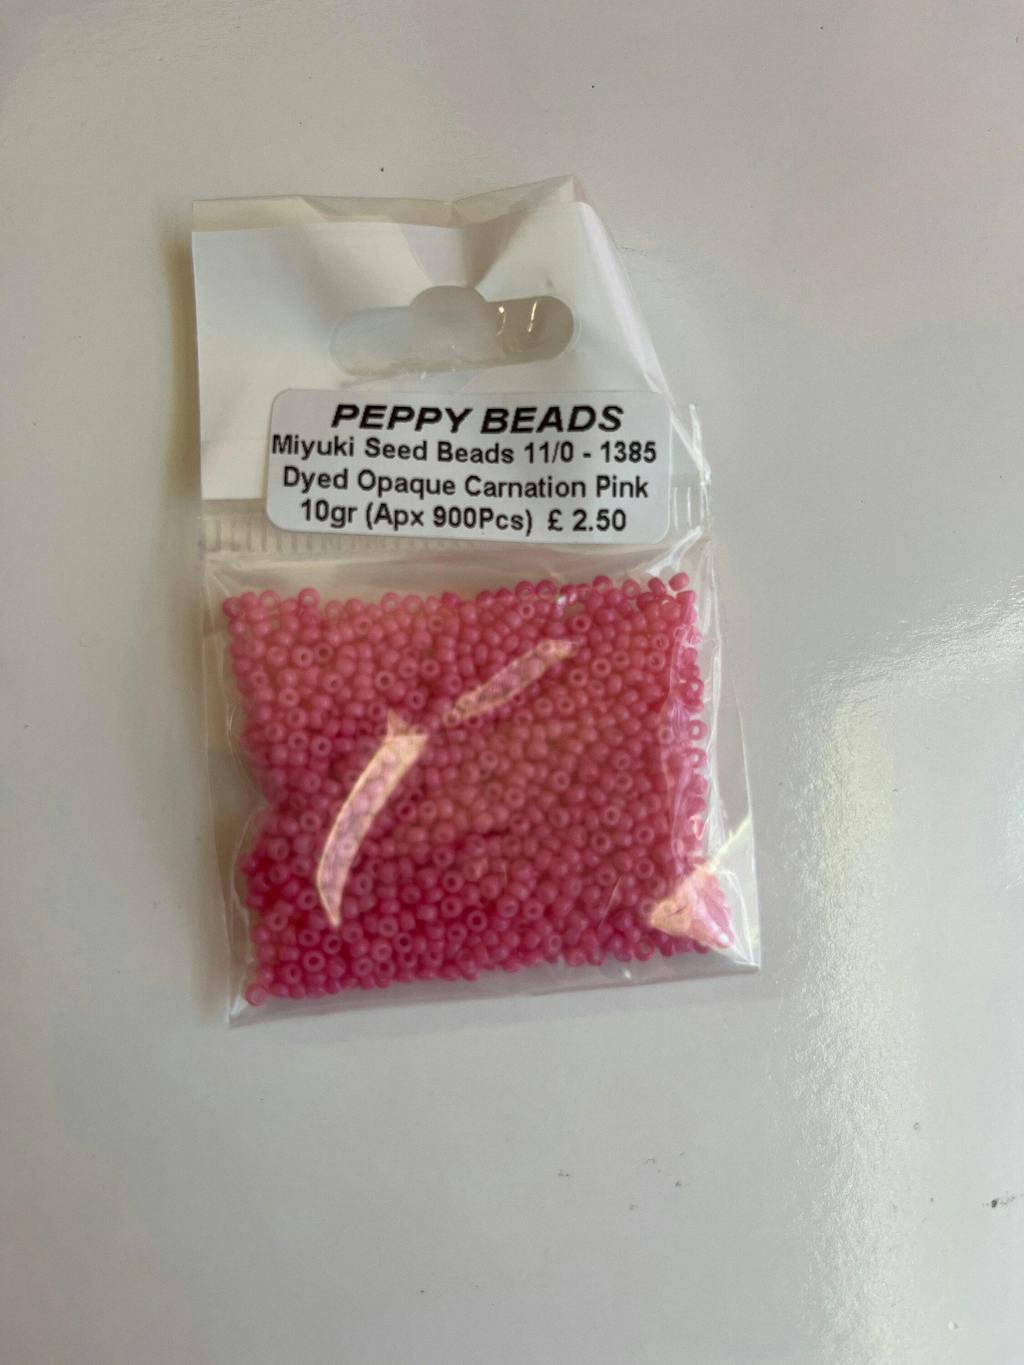 PEPPY BEADS
Miyuki Seed Beads 11/0 - 1385
Dyed Opaque Carnation Pink
10gr (Apx 900Pcs) £ 2.50